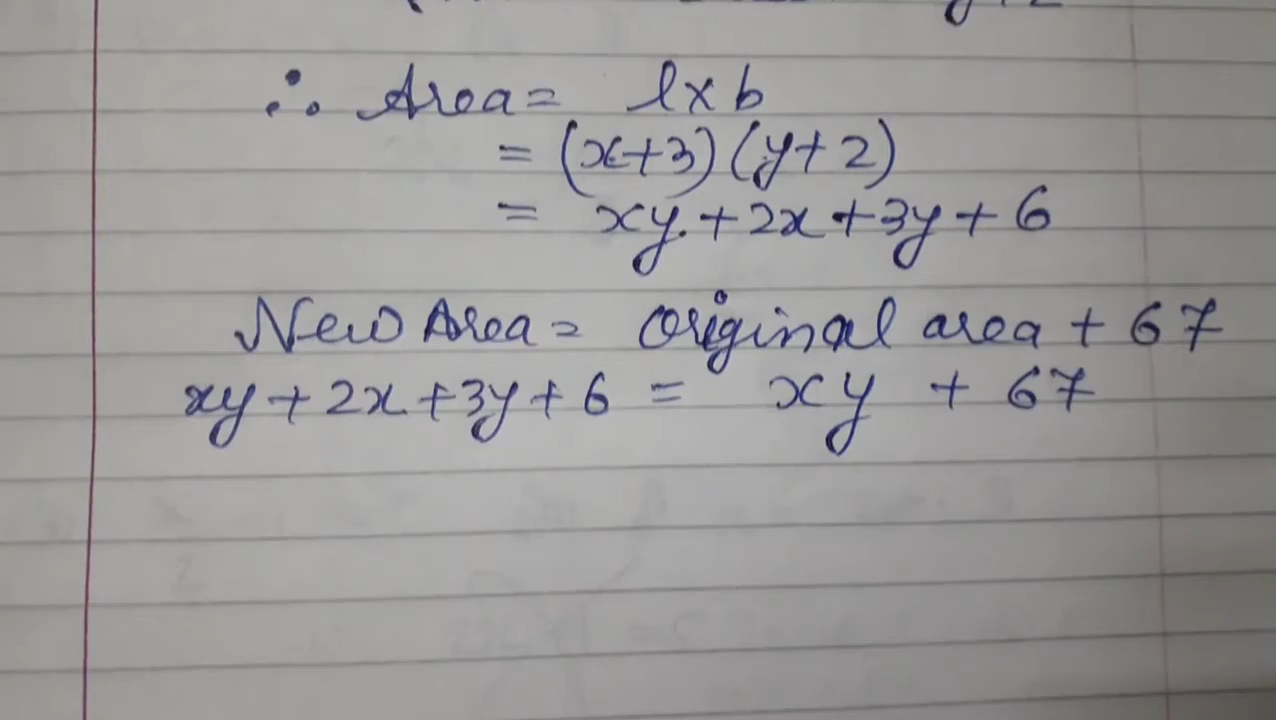 ∴ Area = l×b
= (x+3)(y+2)
= xy + 2x + 3y + 6
New Area = original area + 67
xy + 2x + 3y + 6 = xy + 67